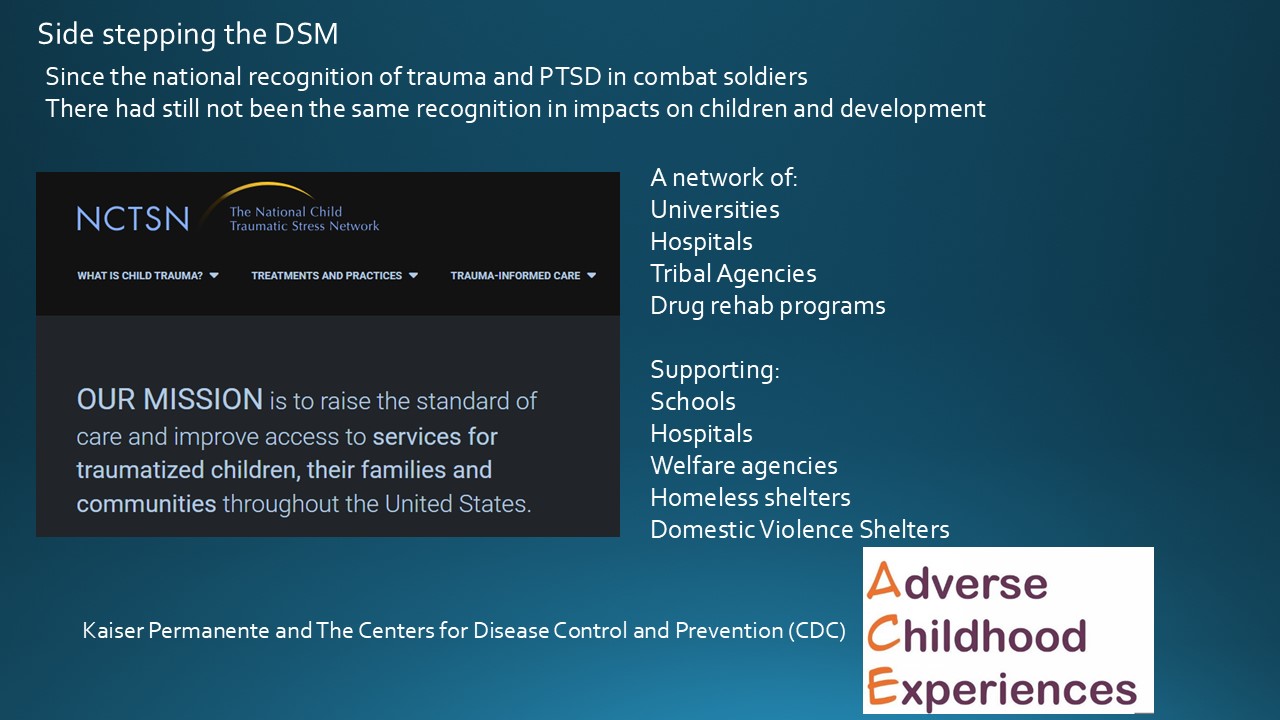 Side stepping the DSM
Since the national recognition of trauma and PTSD in combat soldiers
There had still not been the same recognition in impacts on children and development
NCTSN
The National Child
Traumatic Stress Network
WHAT IS CHILD TRAUMA?
TREATMENTS AND PRACTICES
TRAUMA-INFORMED CARE
OUR MISSION is to raise the standard of
care and improve access to services for
traumatized children, their families and
communities throughout the United States.
A network of:
Universities
Hospitals
Tribal Agencies
Drug rehab programs
Supporting:
Schools
Hospitals
Welfare agencies
Homeless shelters
Domestic Violence Shelters
Kaiser Permanente and The Centers for Disease Control and Prevention (CDC)
Adverse
Childhood
Experiences